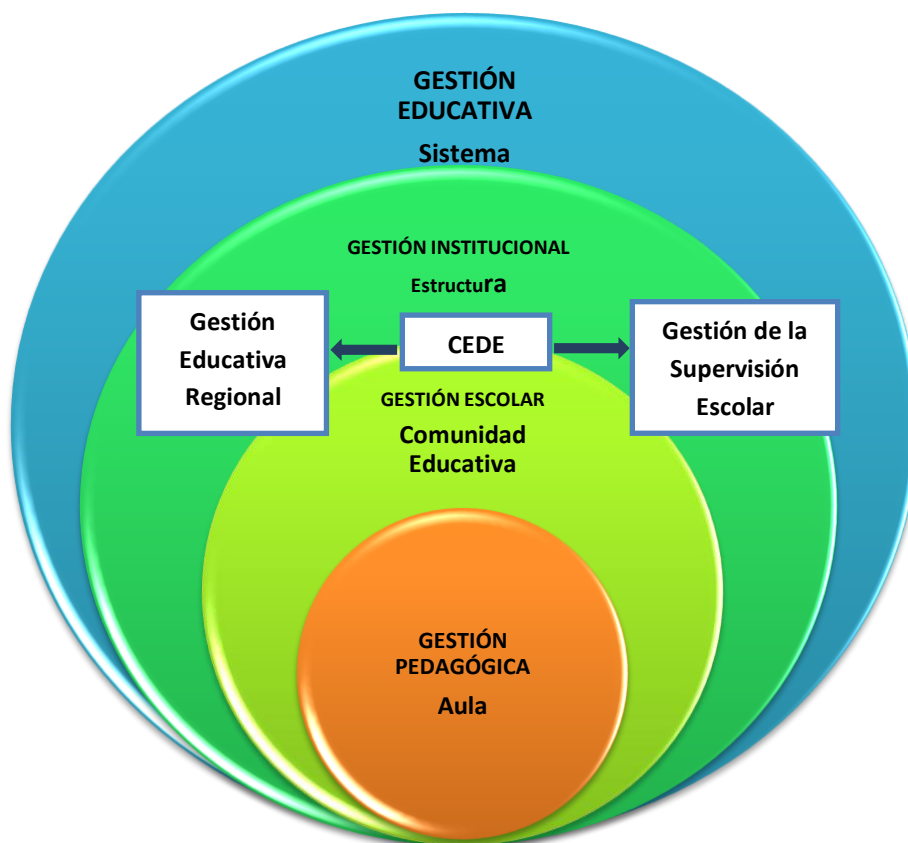 GESTIÓN
EDUCATIVA
Sistema
GESTIÓN INSTITUCIONAL
Estructura
Gestión
Educativa
Regional
CEDE
Gestión de la
Supervisión
Escolar
GESTIÓN ESCOLAR
Comunidad
Educativa
GESTIÓN
PEDAGÓGICA
Aula